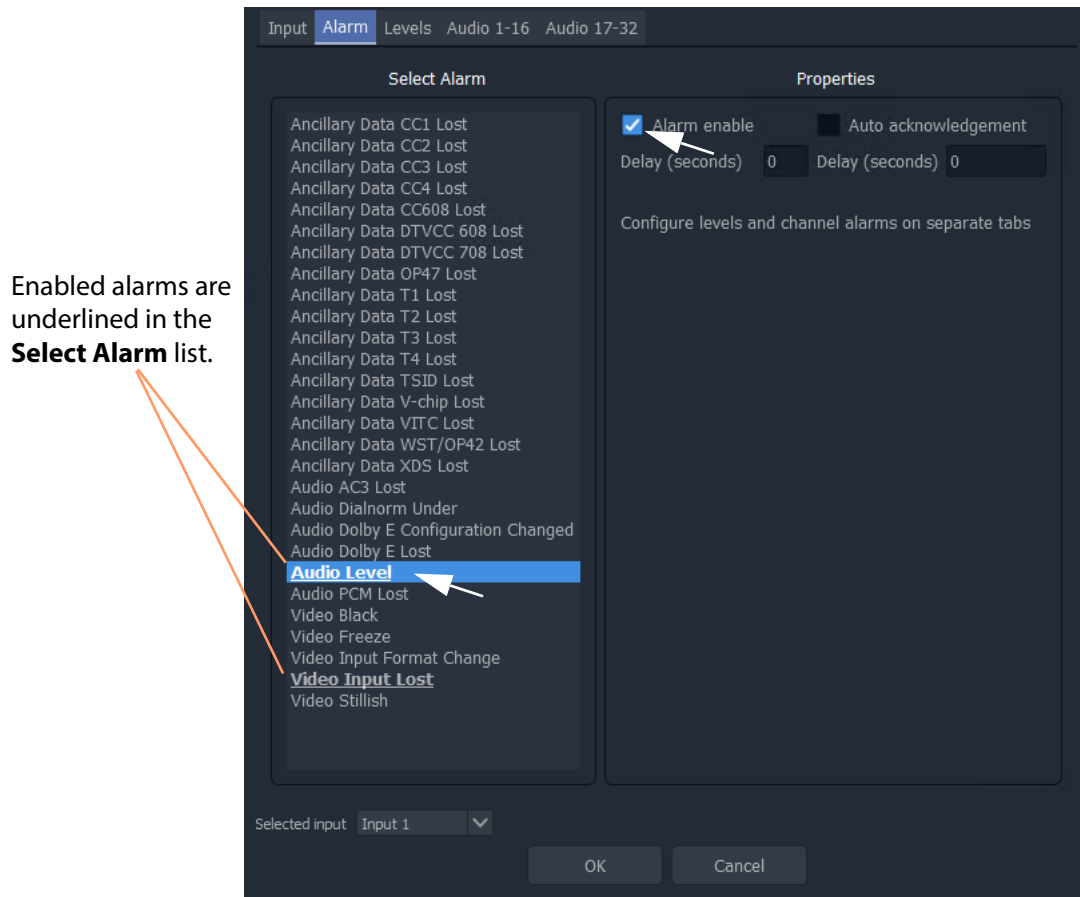 Input Alarm Levels Audio 1-16 Audio 17-32
Select Alarm
Ancillary Data CC1 Lost
Ancillary Data CC2 Lost
Ancillary Data CC3 Lost
Ancillary Data CC4 Lost
Ancillary Data CC608 Lost
Ancillary Data DTVCC 608 Lost
Ancillary Data DTVCC 708 Lost
Ancillary Data OP47 Lost
Ancillary Data T1 Lost
Ancillary Data T2 Lost
Ancillary Data T3 Lost
Ancillary Data T4 Lost
Ancillary Data TSID Lost
Ancillary Data V-chip Lost
Ancillary Data VITC Lost
Ancillary Data WST/OP42 Lost
Ancillary Data XDS Lost
Audio AC3 Lost
Audio Dialnorm Under
Audio Dolby E Configuration Changed
Audio Dolby E Lost
Audio Level
Audio PCM Lost
Video Black
Video Freeze
Video Input Format Change
Video Input Lost
Video Stillish
Properties
Alarm enable Auto acknowledgement
Delay (seconds) 0 Delay (seconds) 0
Configure levels and channel alarms on separate tabs
Enabled alarms are
underlined in the
Select Alarm list.
Selected input Input 1
OK Cancel